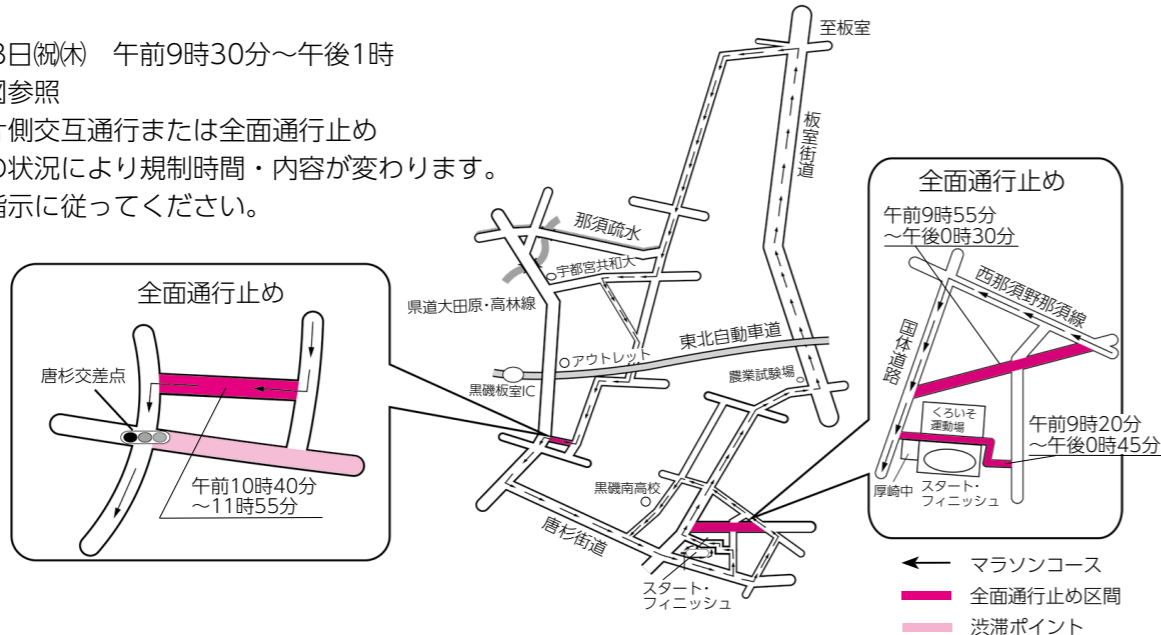 日㈷㈭　午前9時30分～午後1時
参照
側交互通行または全面通行止め
状況により規制時間・内容が変わります。
指示に従ってください。
至板室
板室街道
那須疏水
宇都宮共和大
県道大田原・高林線
東北自動車道
アウトレット
黒磯板室IC
農業試験場
黒磯南高校
唐杉街道
スタート・
フィニッシュ
全面通行止め
唐杉交差点
午前10時40分
～11時55分
全面通行止め
午前9時55分
～午後0時30分
西那須野那須線
国体道路
くろいそ
運動場
午前9時20分
～午後0時45分
厚崎中
スタート・
フィニッシュ
マラソンコース
全面通行止め区間
渋滞ポイント